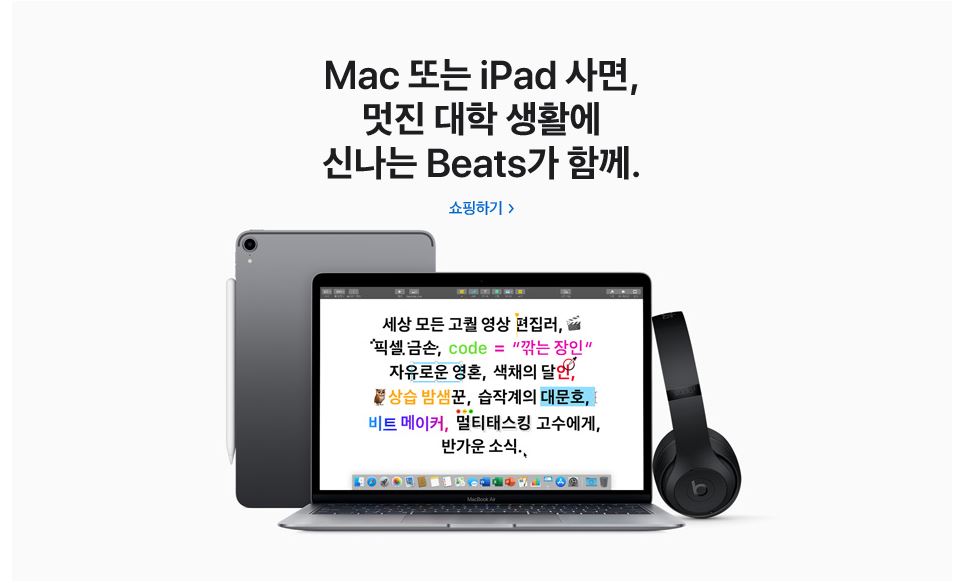 Mac 또는 iPad 사면,
멋진 대학 생활에
신나는 Beats가 함께.
쇼핑하기 >
세상 모든 고퀄 영상 편집러,
픽셀 금손, code = "깎는 장인"
자유로운 영혼, 색채의 달인,
상습 밤샘꾼, 습작계의 대문호,
비트 메이커, 멀티태스킹 고수에게,
반가운 소식.
MacBook Air